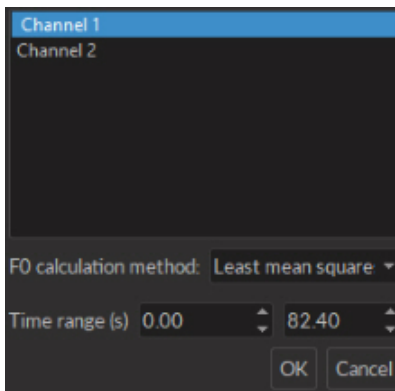 Channel 1
Channel 2
F0 calculation method: Least mean square
Time range (s) 0.00 82.40
OK Cancel